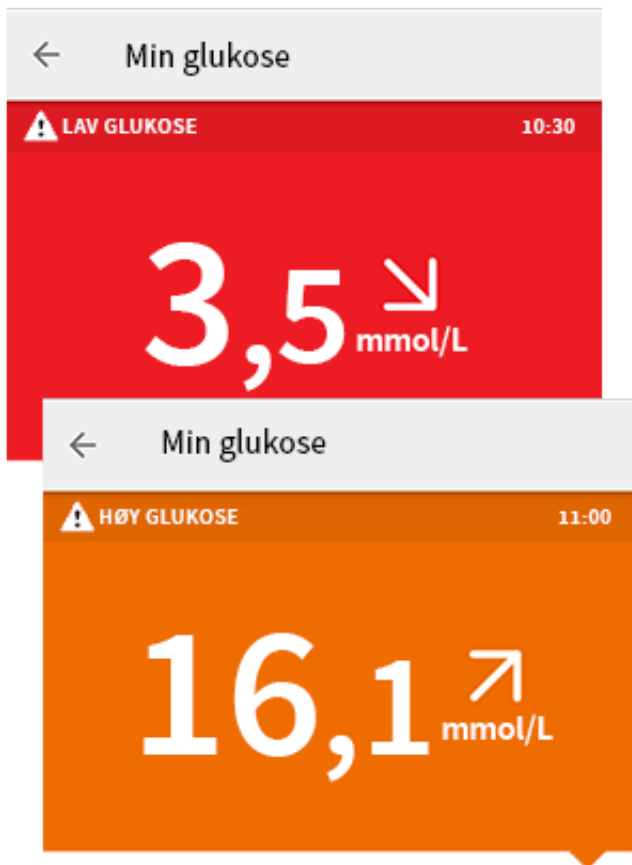 Min glukose
LAV GLUKOSE 10:30
3,5 mmol/L
Min glukose
HØY GLUKOSE 11:00
16,1 mmol/L